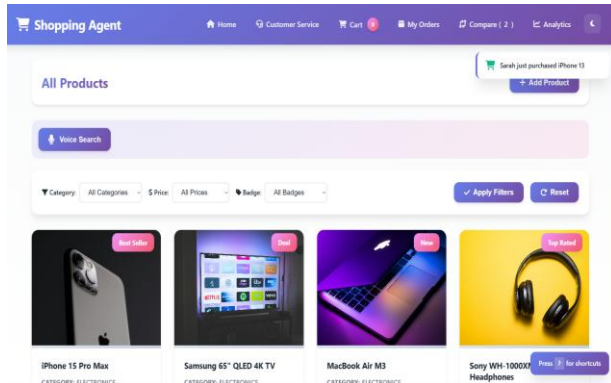 Shopping Agent
Home
Customer Service
Cart 0
My Orders
Compare ( 2 )
Analytics
Sarah just purchased iPhone 13
All Products
+ Add Product
Voice Search
Category:
All Categories
$ Price:
All Prices
Badge:
All Badges
Apply Filters
Reset
Best Seller
Deal
New
Top Rated
NETFLIX
iPhone 15 Pro Max
Samsung 65" QLED 4K TV
MacBook Air M3
Sony WH-1000X
Headphones
Press ? for shortcuts
CATEGORY: ELECTRONICS
CATEGORY: ELECTRONICS
CATEGORY: ELECTRONICS